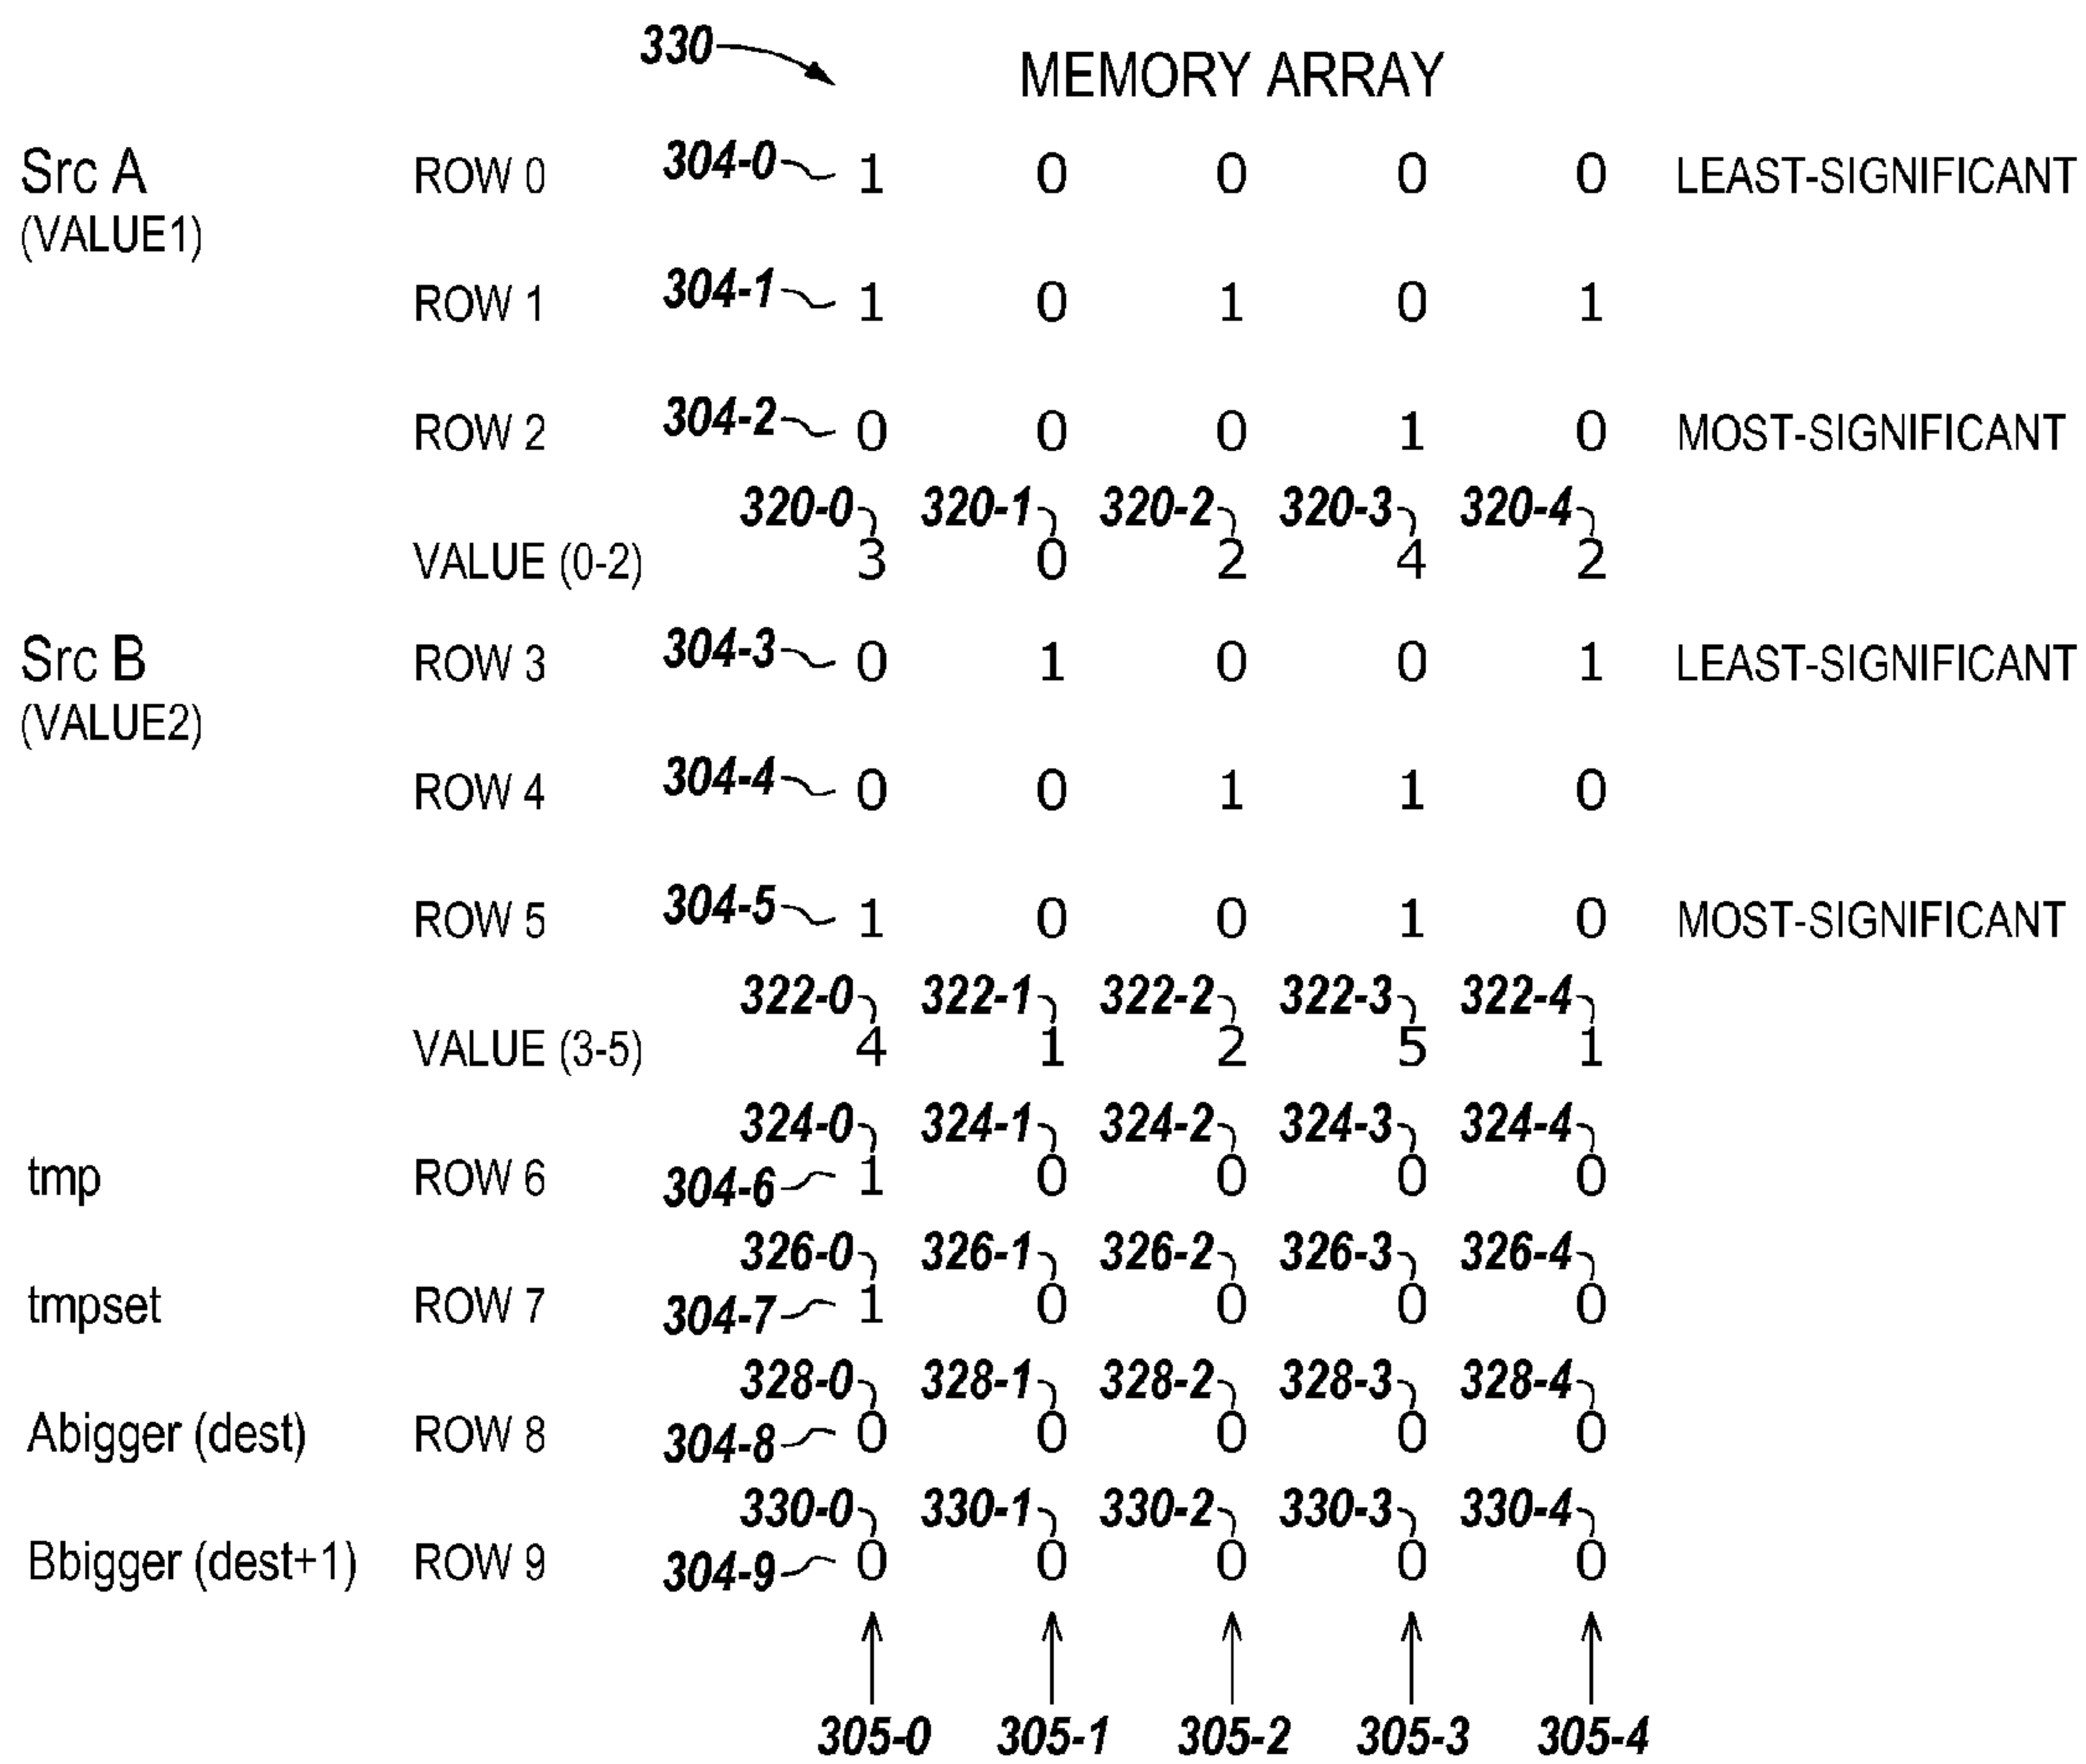 330 MEMORY ARRAY
Src A ROW 0 304-0 1 0 0 0 0 LEAST-SIGNIFICANT
(VALUE1)
ROW 1 304-1 1 0 1 0 1
ROW 2 304-2 0 0 0 1 0 MOST-SIGNIFICANT
320-0 320-1 320-2 320-3 320-4
VALUE (0-2) 3 0 2 4 2
Src B ROW 3 304-3 0 1 0 0 1 LEAST-SIGNIFICANT
(VALUE2)
ROW 4 304-4 0 0 1 1 0
ROW 5 304-5 1 0 0 1 0 MOST-SIGNIFICANT
322-0 322-1 322-2 322-3 322-4
VALUE (3-5) 4 1 2 5 1
324-0 324-1 324-2 324-3 324-4
tmp ROW 6 304-6 1 0 0 0 0
326-0 326-1 326-2 326-3 326-4
tmpset ROW 7 304-7 1 0 0 0 0
328-0 328-1 328-2 328-3 328-4
Abigger (dest) ROW 8 304-8 0 0 0 0 0
330-0 330-1 330-2 330-3 330-4
Bbigger (dest+1) ROW 9 304-9 0 0 0 0 0
305-0 305-1 305-2 305-3 305-4